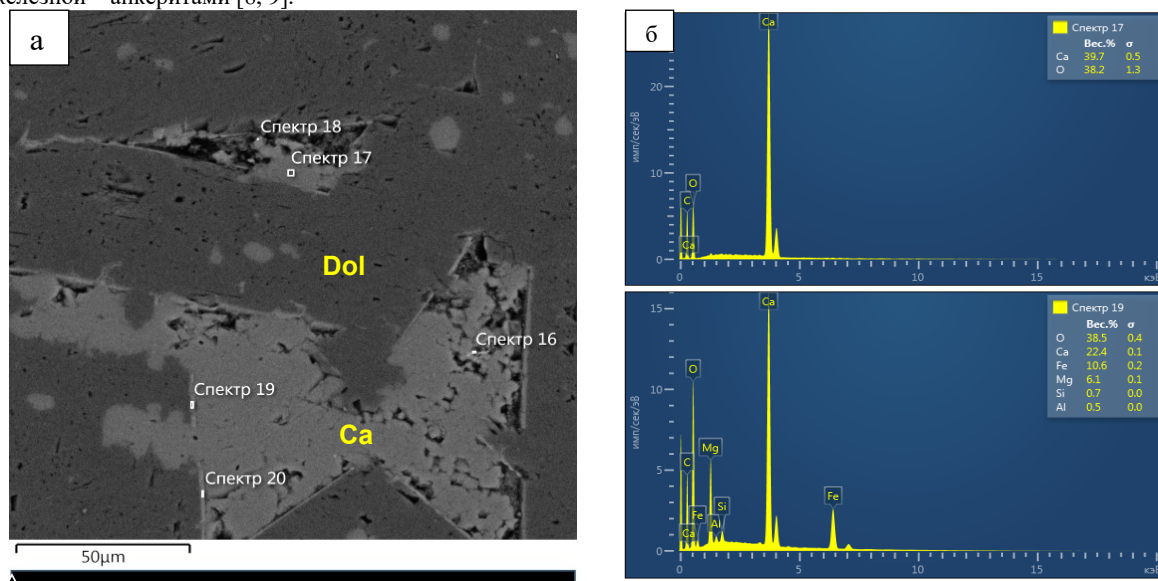 железной – анкеритами [8, 9].
а
Спектр 18
Спектр 17
Dol
Спектр 16
Спектр 19
Ca
Спектр 20
50µm
б
Ca
Спектр 17
Вес.% σ
Ca 39.7 0.5
O 38.2 1.3
имп/сек/эВ
20
10
0
O
C
Ca
0 5 10 15
кэВ
Ca
Спектр 19
Вес.% σ
O 38.5 0.4
Ca 22.4 0.1
Fe 10.6 0.2
Mg 6.1 0.1
Si 0.7 0.0
Al 0.5 0.0
имп/сек/эВ
15
10
5
0
O
Mg
C
Fe
Si
Al
Ca
Fe
0 5 10 15
кэВ